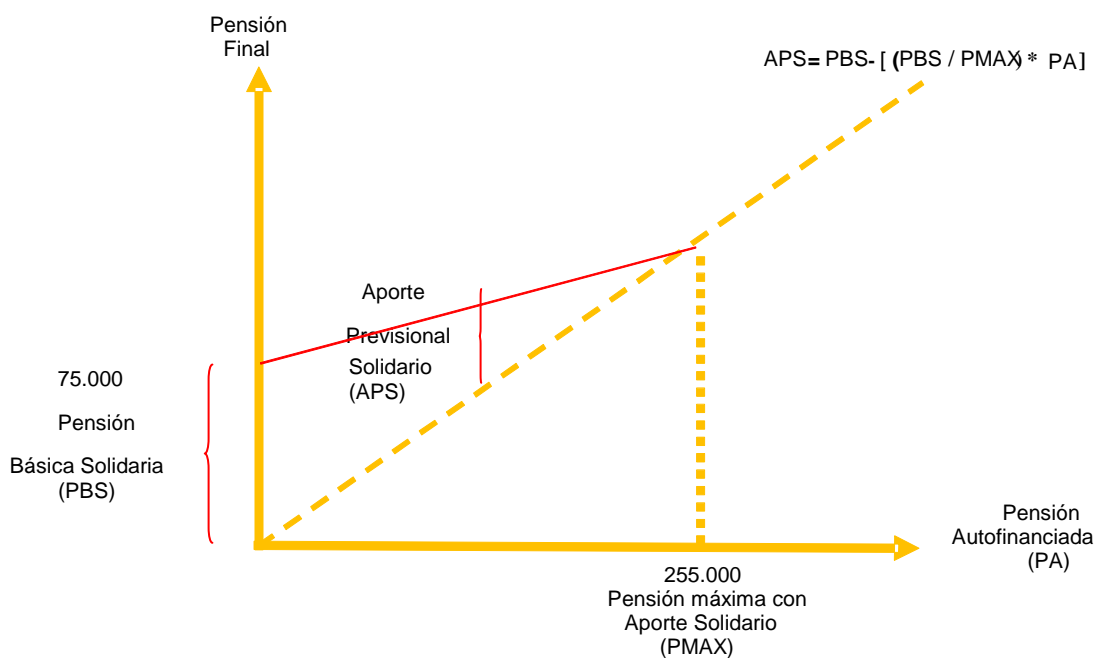 Pensión
Final
APS= PBS- [ (PBS / PMAX) * PA]
Aporte
Previsional
Solidario
(APS)
75.000
Pensión
Básica Solidaria
(PBS)
Pensión
Autofinanciada
(PA)
255.000
Pensión máxima con
Aporte Solidario
(PMAX)